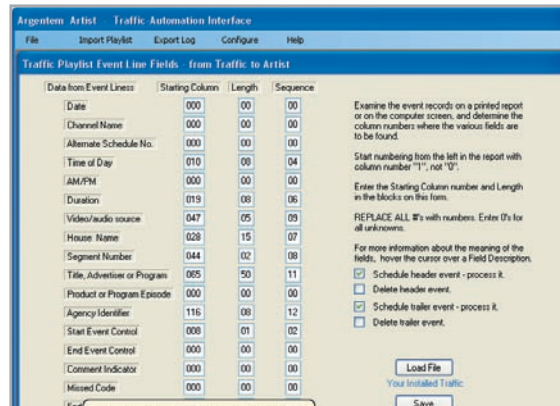 Argentem Artist - Traffic Automation Interface
File Import Playlist Export Log Configure Help
Traffic Playlist Event Line Fields - from Traffic to Artist
Data from Event Liness Starting Column Length Sequence
Date 000 00 00
Channel Name 000 00 00
Alternate Schedule No. 000 00 00
Time of Day 010 08 04
AM/PM 000 00 00
Duration 019 08 06
Video/audio source 047 05 09
House Name 028 15 07
Segment Number 044 02 08
Title, Advertiser or Program 065 50 11
Product or Program Episode 000 00 00
Agency Identifier 116 08 12
Start Event Control 008 01 02
End Event Control 000 00 00
Comment Indicator 000 00 00
Missed Code 000 00 00
Examine the event records on a printed report
or on the computer screen, and determine the
column numbers where the various fields are
to be found.
Start numbering from the left in the report with
column number "1", not "0".
Enter the Starting Column number and Length
in the blocks on this form.
REPLACE ALL #'s with numbers. Enter 0's for
all unknowns.
For more information about the meaning of the
fields, hover the cursor over a Field Description.
Schedule header event - process it.
Delete header event.
Schedule trailer event - process it.
Delete trailer event.
Load File
Your Installed Traffic
Save